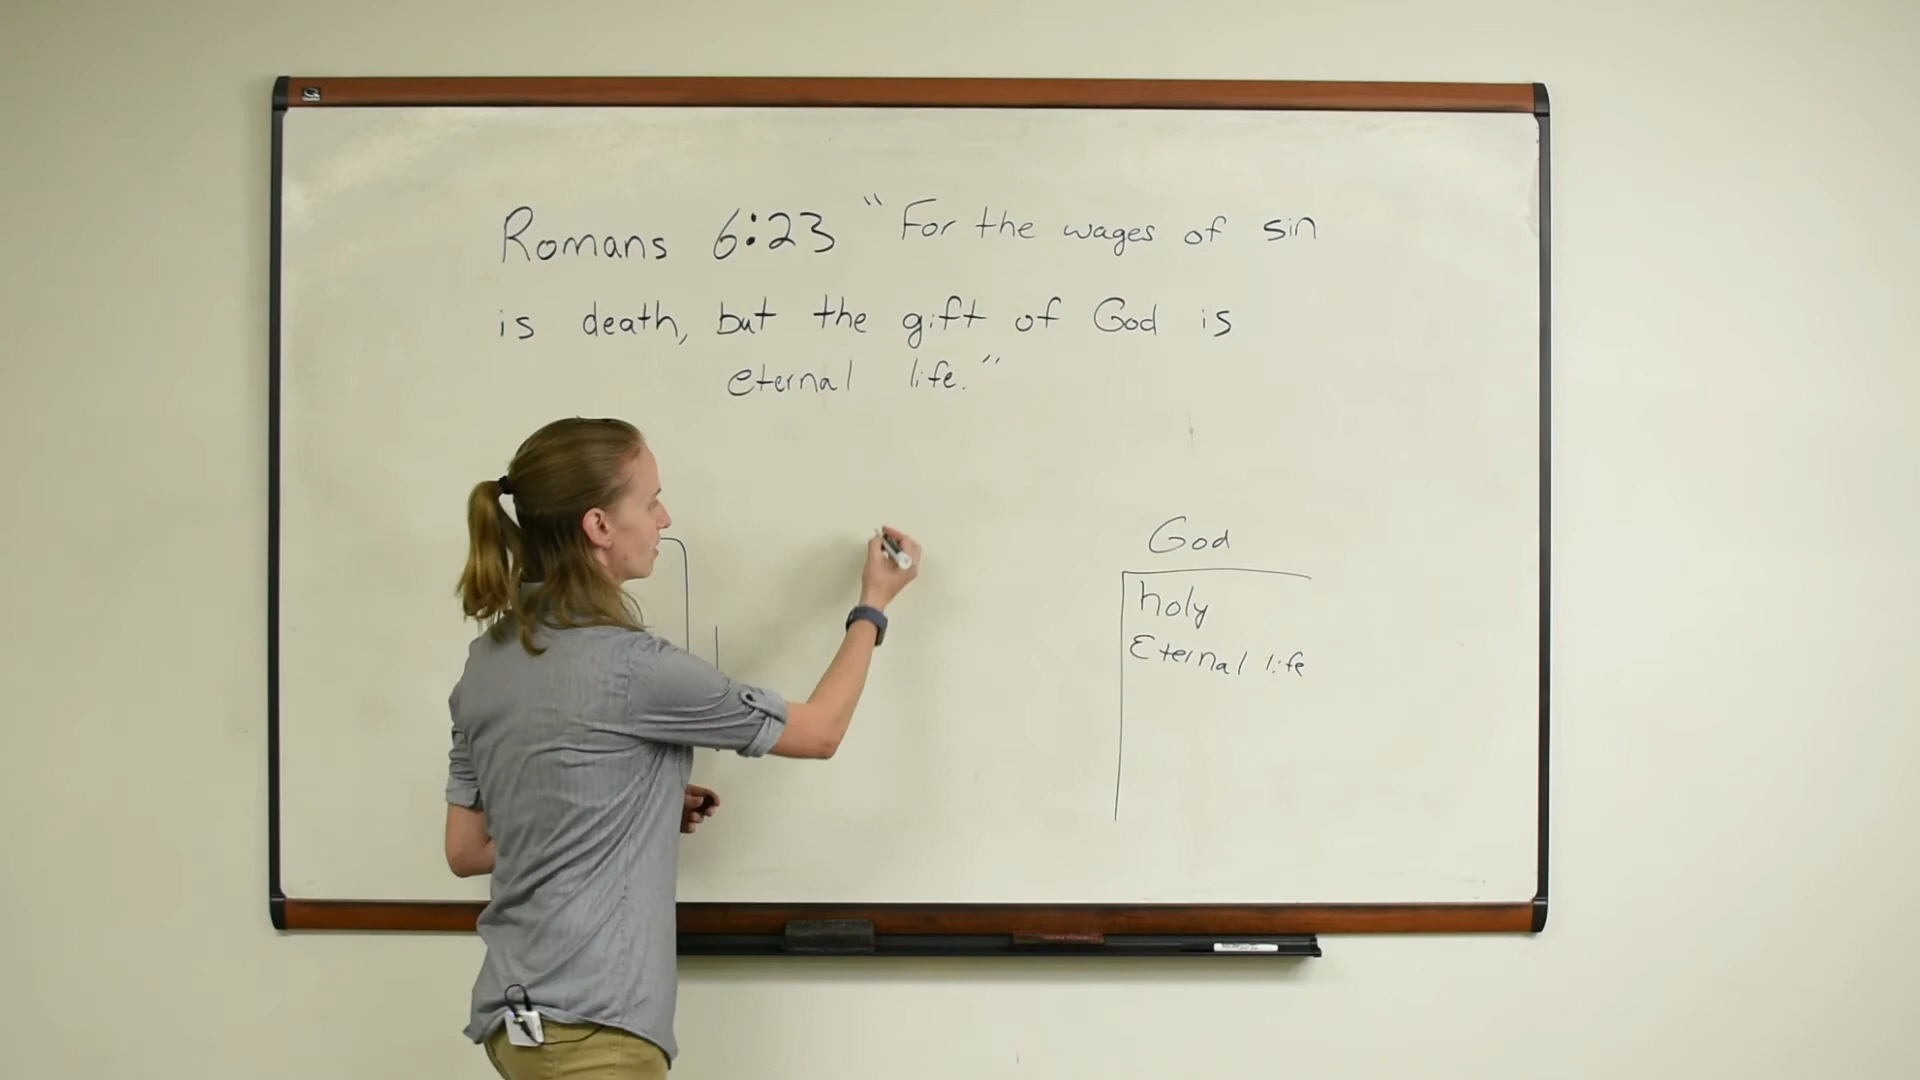 Romans 6:23 “For the wages of sin
is death, but the gift of God is
eternal life.”
God
holy
Eternal life